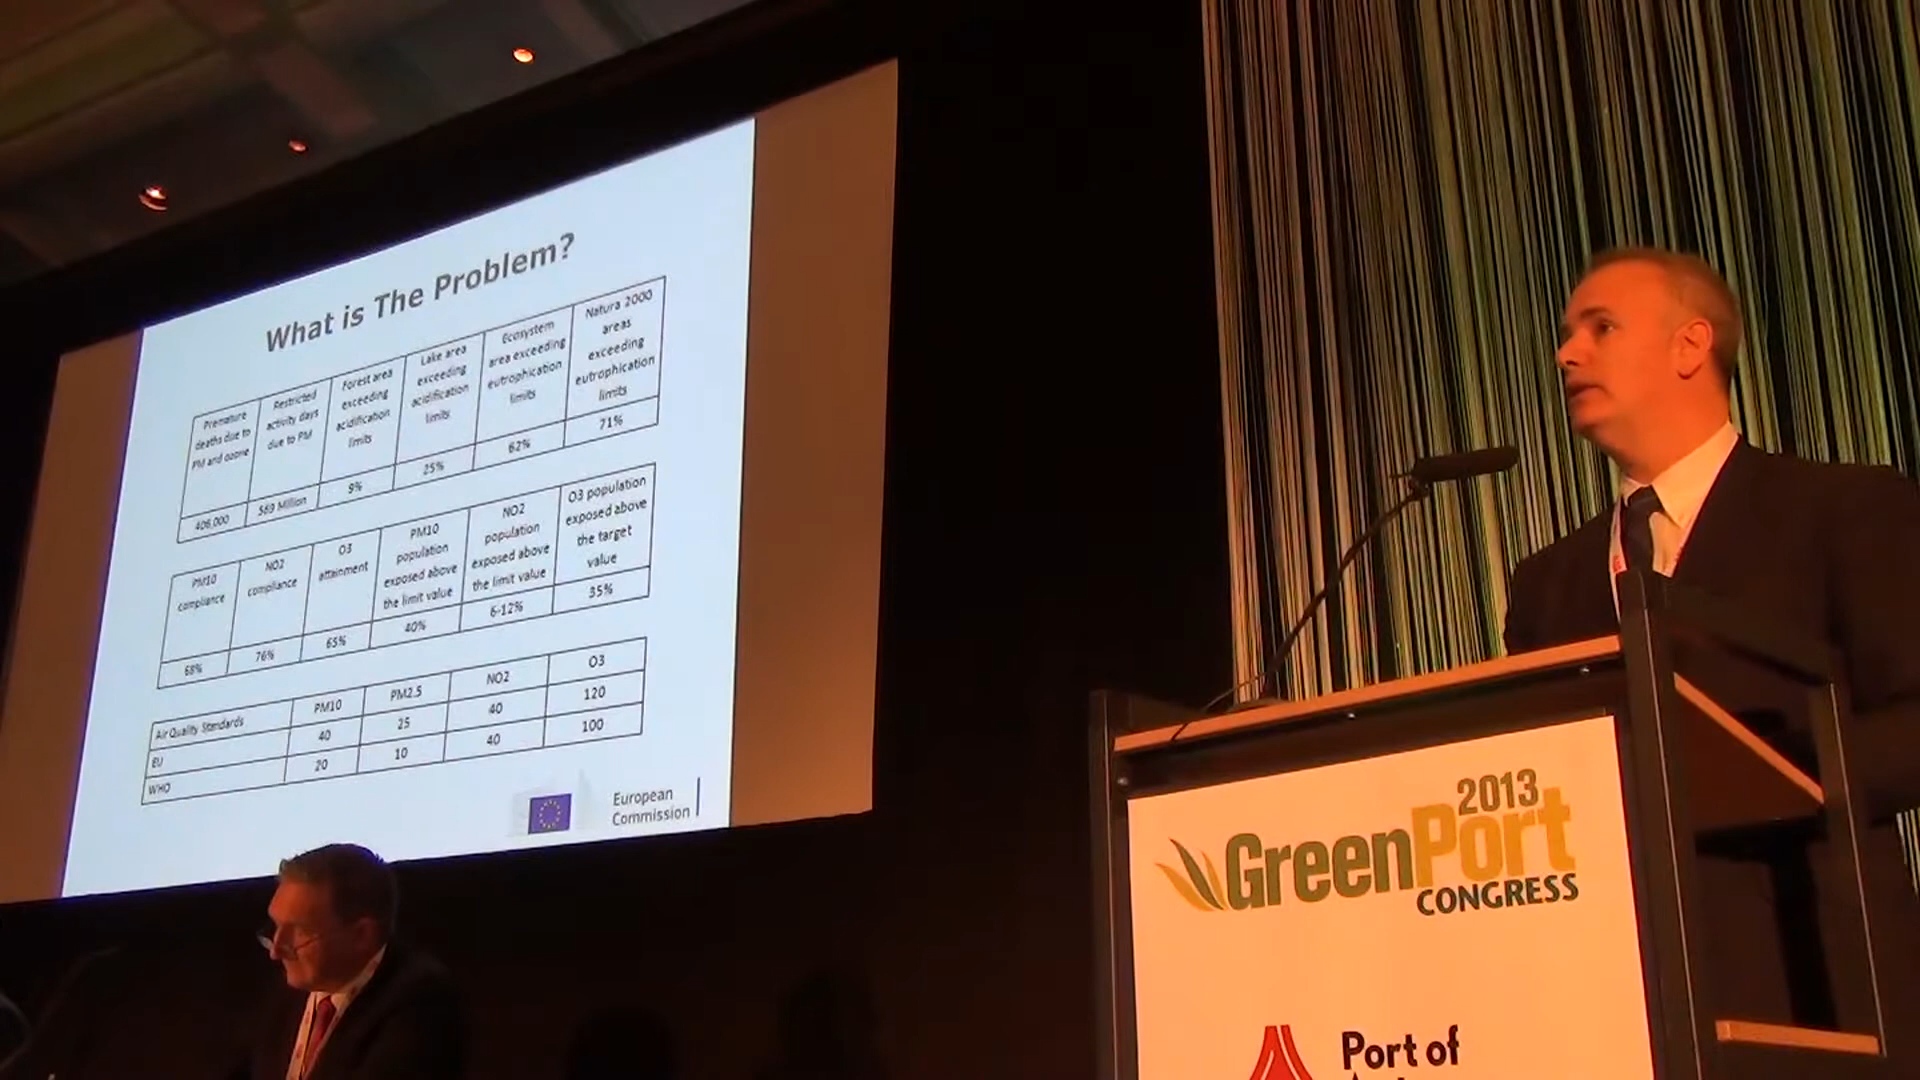 What is The Problem?
Premature deaths due to PM and ozone
Restricted activity days due to PM
Forest area exceeding acidification limits
Lake area exceeding acidification limits
Ecosystem area exceeding eutrophication limits
Natura 2000 areas exceeding eutrophication limits
406,000 569 Million 9% 25% 62% 71%
PM10 compliance
NO2 compliance
O3 attainment
PM10 population exposed above the limit value
NO2 population exposed above the limit value
O3 population exposed above the target value
68% 76% 65% 40% 6-12% 35%
Air Quality Standards PM10 PM2.5 NO2 O3
EU 40 25 40 120
WHO 20 10 40 100
European
Commission
2013
GreenPort
CONGRESS
Port of